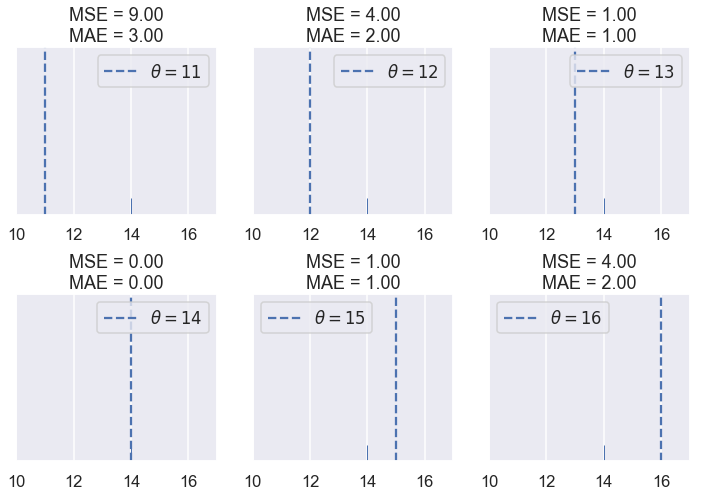 MSE = 9.00
MAE = 3.00
θ = 11
10 12 14 16
MSE = 4.00
MAE = 2.00
θ = 12
10 12 14 16
MSE = 1.00
MAE = 1.00
θ = 13
10 12 14 16
MSE = 0.00
MAE = 0.00
θ = 14
10 12 14 16
MSE = 1.00
MAE = 1.00
θ = 15
10 12 14 16
MSE = 4.00
MAE = 2.00
θ = 16
10 12 14 16